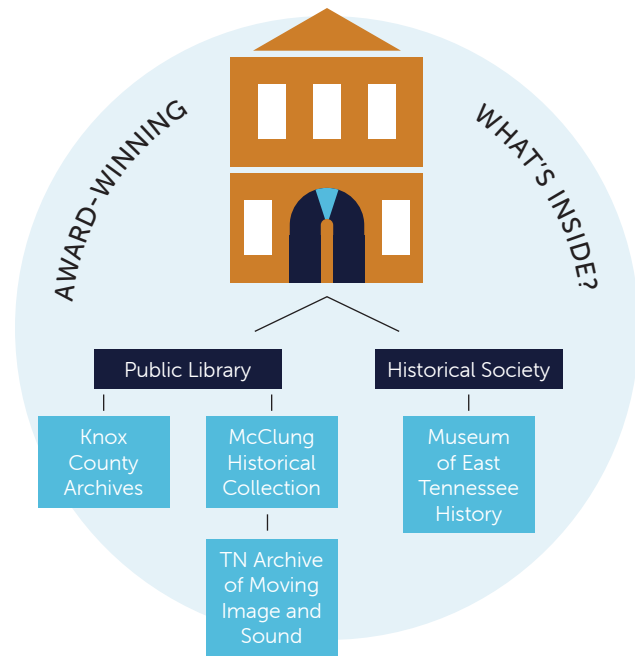 AWARD-WINNING
WHAT'S INSIDE?
Public Library
Historical Society
Knox
County
Archives
McClung
Historical
Collection
Museum
of East
Tennessee
History
TN Archive
of Moving
Image and
Sound